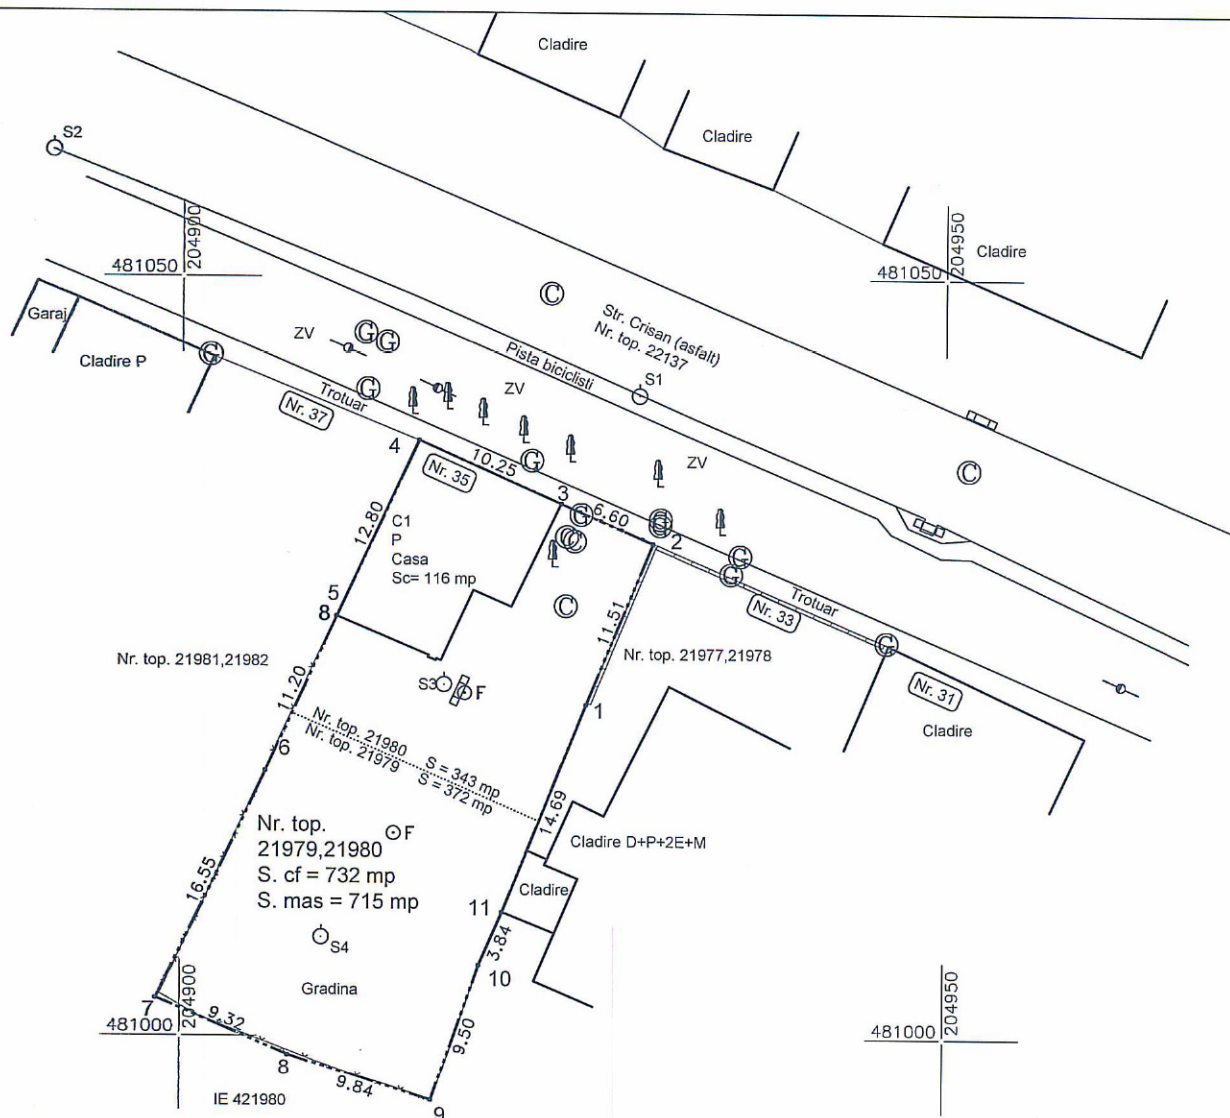 Cladire
S2
Cladire
204900
481050
204950
481050
Cladire
C
Garaj
ZV
G
G
Str. Crisan (asfalt)
Nr. top. 22137
Cladire P
G
Pista biciclisti
S1
G
Trotuar
ZV
Nr. 37
L
L
L
L
L
4
10.25
G
Nr. 35
ZV
L
C
3
6.60
G
G
L
12.80
C1
P
Casa
Sc= 116 mp
C
C
L
2
G
G
Trotuar
5
8
C
11.51
Nr. 33
G
Nr. top. 21981,21982
Nr. top. 21977,21978
S3
F
Nr. 31
11.20
1
Cladire
Nr. top. 21980
S = 343 mp
Nr. top. 21979
S = 372 mp
6
14.69
Nr. top.
21979,21980
S. cf = 732 mp
S. mas = 715 mp
F
Cladire D+P+2E+M
16.55
Cladire
11
S4
3.84
10
Gradina
7
204900
481000
9.32
9.50
204950
481000
8
9.84
IE 421980
9